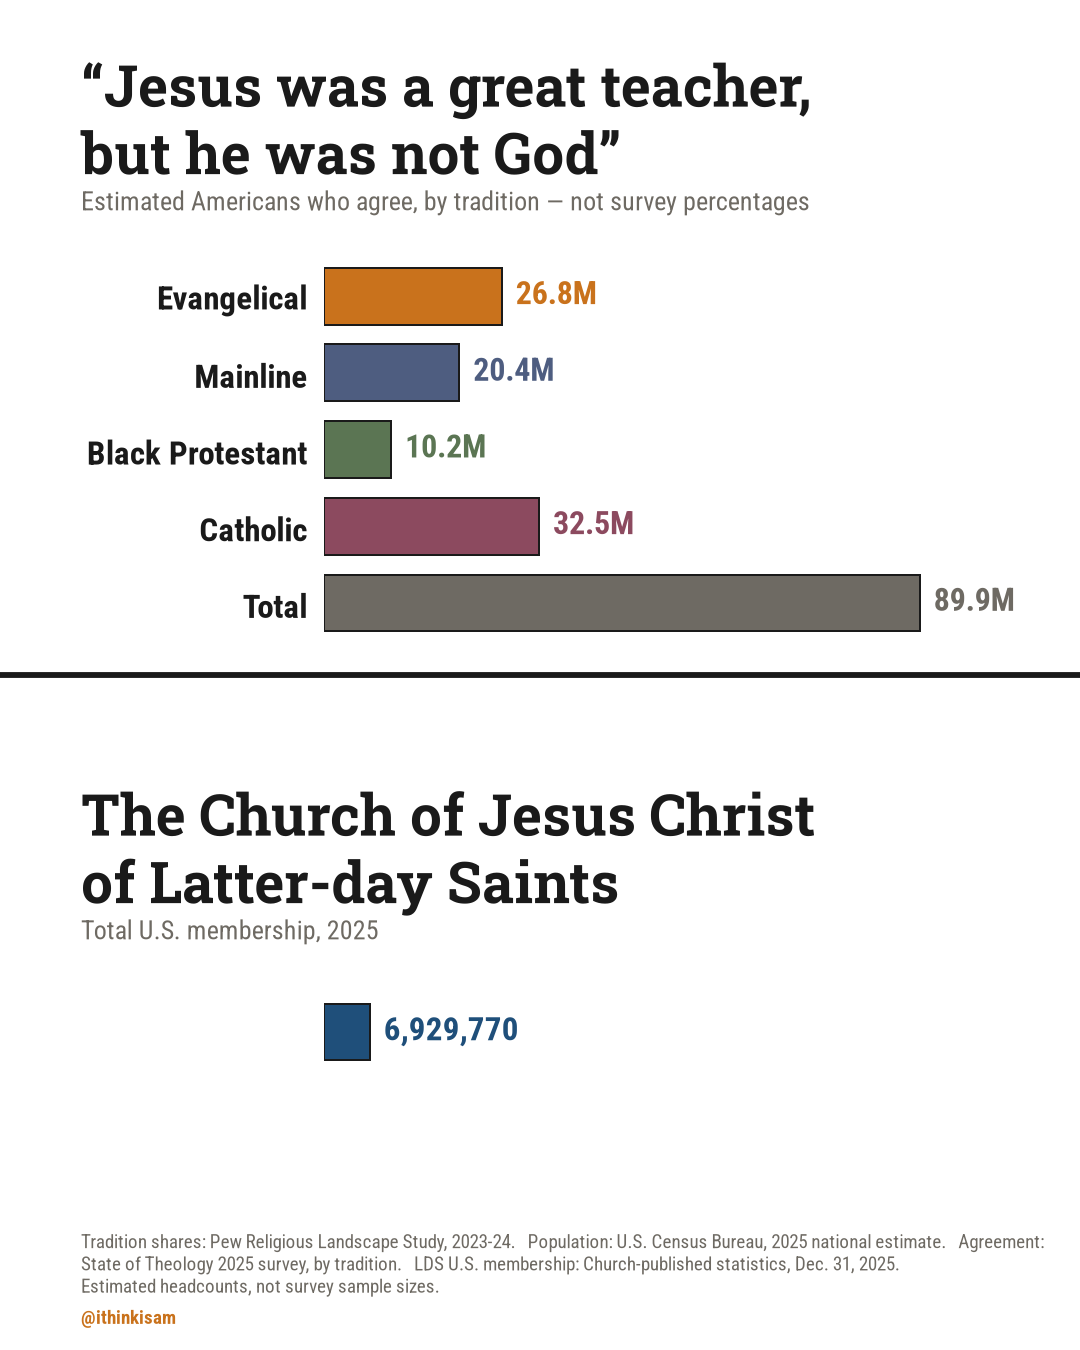 “Jesus was a great teacher,
but he was not God”
Estimated Americans who agree, by tradition — not survey percentages
Evangelical 26.8M
Mainline 20.4M
Black Protestant 10.2M
Catholic 32.5M
Total 89.9M
The Church of Jesus Christ
of Latter-day Saints
Total U.S. membership, 2025
6,929,770
Tradition shares: Pew Religious Landscape Study, 2023-24. Population: U.S. Census Bureau, 2025 national estimate. Agreement:
State of Theology 2025 survey, by tradition. LDS U.S. membership: Church-published statistics, Dec. 31, 2025.
Estimated headcounts, not survey sample sizes.
@ithinkisam